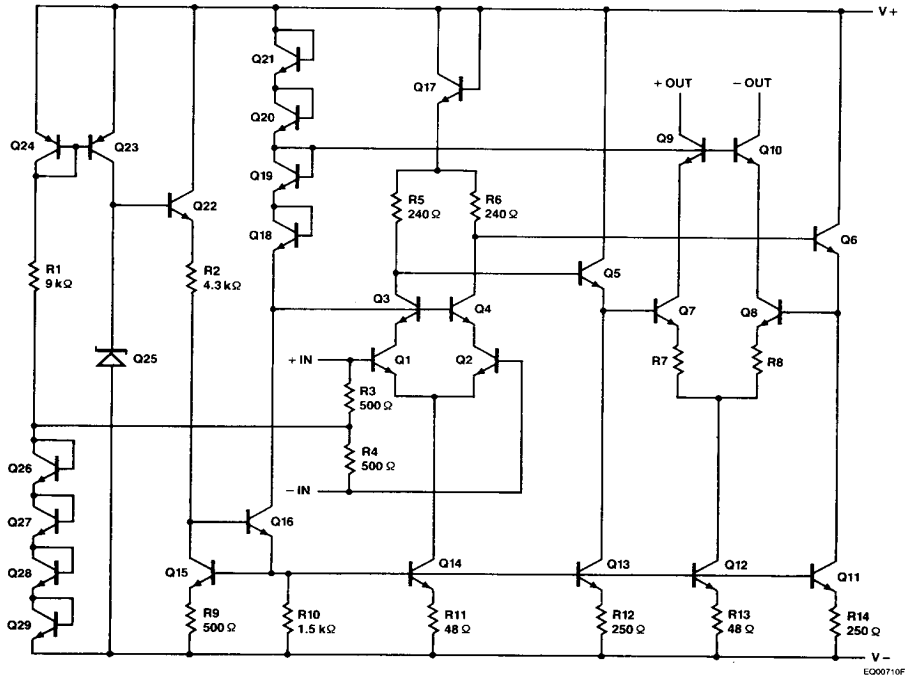 V+
Q21
Q17
+ OUT
− OUT
Q20
Q24
Q23
Q9
Q10
Q19
Q22
R5
240 Ω
R6
240 Ω
Q18
Q6
R1
9 kΩ
R2
4.3 kΩ
Q5
Q3
Q4
Q7
Q8
Q25
+ IN
Q1
Q2
R7
R8
R3
500 Ω
R4
500 Ω
Q26
− IN
Q27
Q16
Q28
Q15
Q14
Q13
Q12
Q11
Q29
R9
500 Ω
R10
1.5 kΩ
R11
48 Ω
R12
250 Ω
R13
48 Ω
R14
250 Ω
V−
EQ00710F